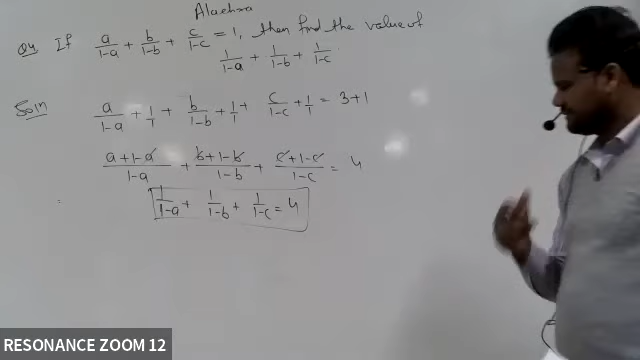 Algebra
Q4 If a/1-a + b/1-b + c/1-c = 1, then find the value of
1/1-a + 1/1-b + 1/1-c.
Soln a/1-a + 1/1 + b/1-b + 1/1 + c/1-c + 1/1 = 3+1
a+1-a/1-a + b+1-b/1-b + c+1-c/1-c = 4
1/1-a + 1/1-b + 1/1-c = 4
RESONANCE ZOOM 12